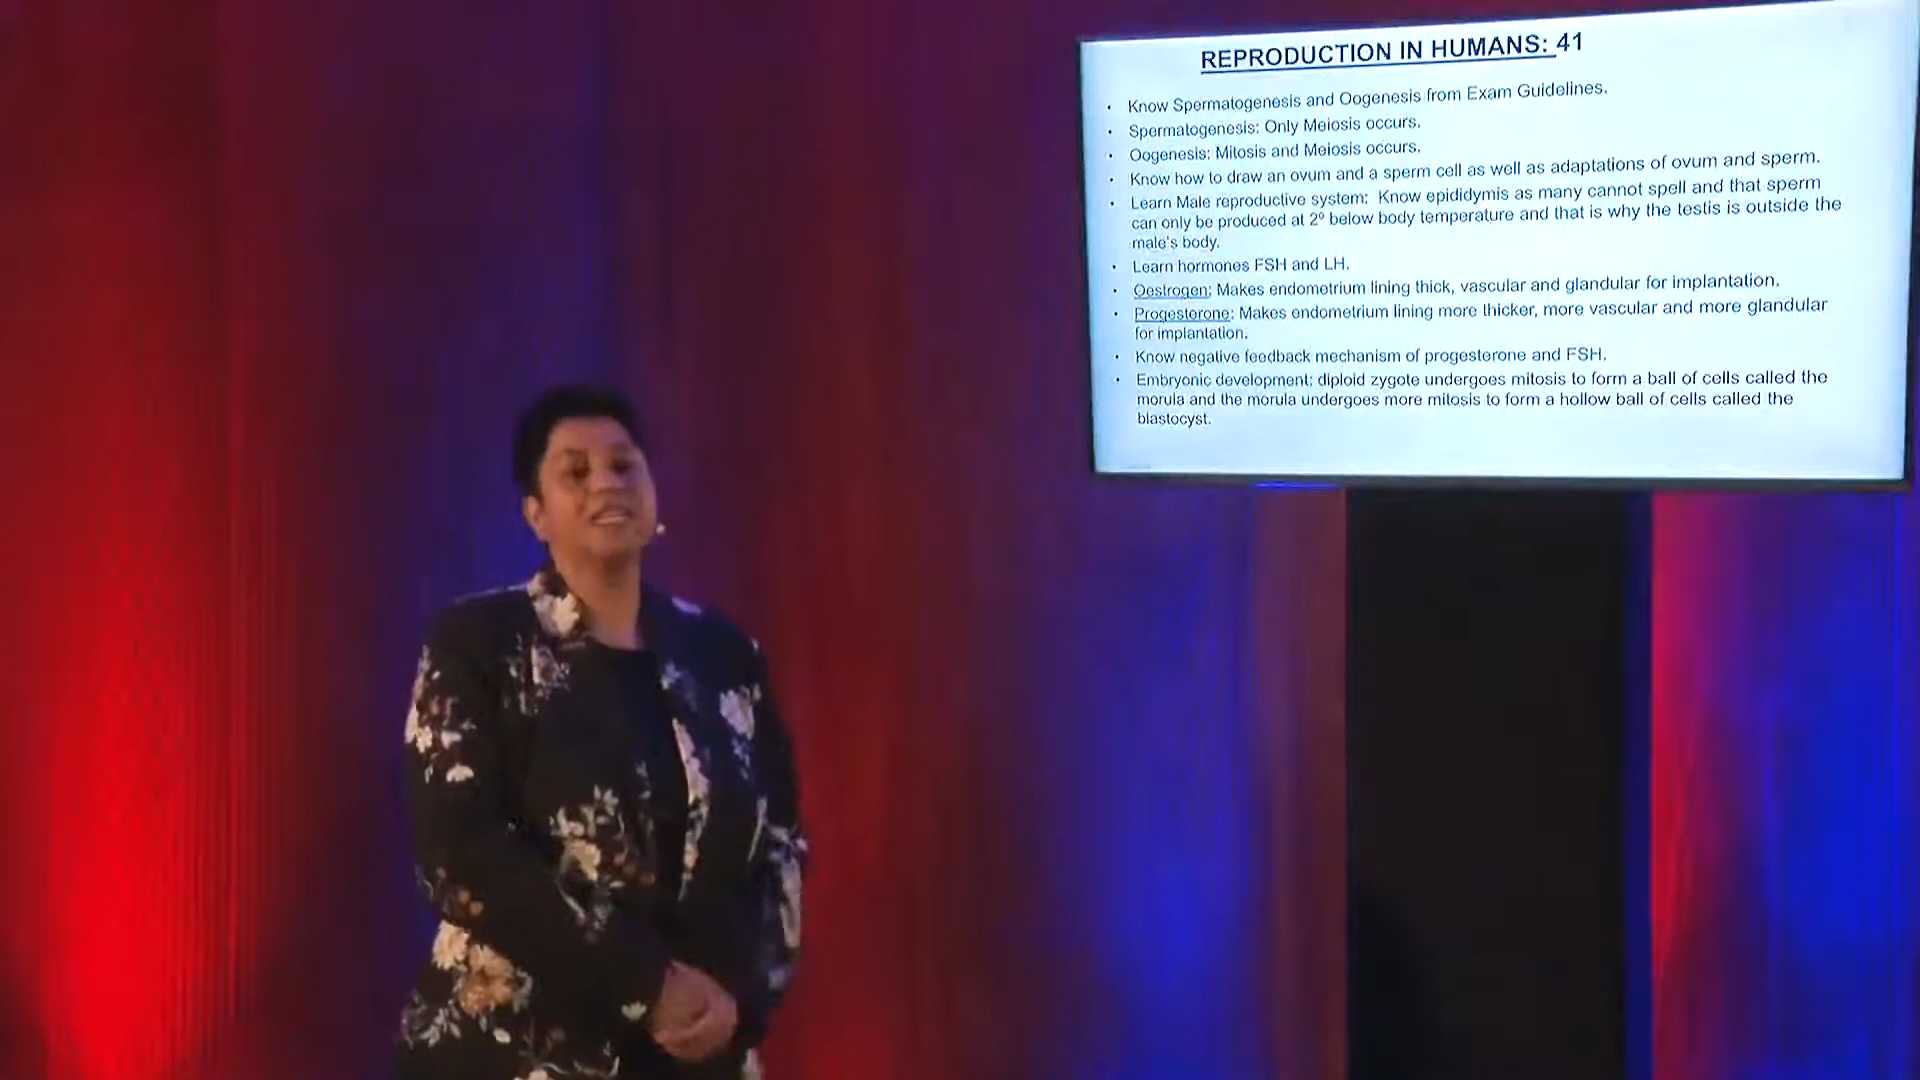 REPRODUCTION IN HUMANS: 41
• Know Spermatogenesis and Oogenesis from Exam Guidelines.
• Spermatogenesis: Only Meiosis occurs.
• Oogenesis: Mitosis and Meiosis occurs.
• Know how to draw an ovum and a sperm cell as well as adaptations of ovum and sperm.
• Learn Male reproductive system: Know epididymis as many cannot spell and that sperm
can only be produced at 2º below body temperature and that is why the testis is outside the
male's body.
• Learn hormones FSH and LH.
• Oestrogen: Makes endometrium lining thick, vascular and glandular for implantation.
• Progesterone: Makes endometrium lining more thicker, more vascular and more glandular
for implantation.
• Know negative feedback mechanism of progesterone and FSH.
• Embryonic development: diploid zygote undergoes mitosis to form a ball of cells called the
morula and the morula undergoes more mitosis to form a hollow ball of cells called the
blastocyst.